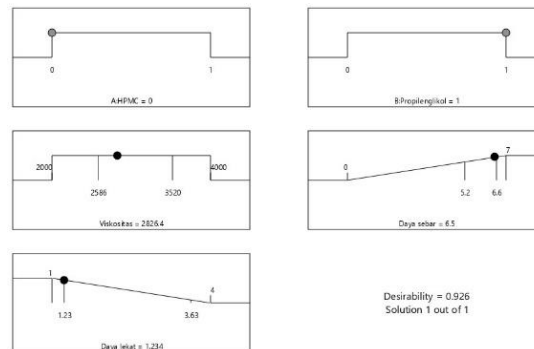 0 1
A:HPMC = 0
0 1
B:Propilenglikol = 1
2000 4000
2586 3520
Viskositas = 2826.4
0 7
5.2 6.6
Daya sebar = 6.5
1 4
1.23 3.63
Daya lekat = 1.234
Desirability = 0.926
Solution 1 out of 1